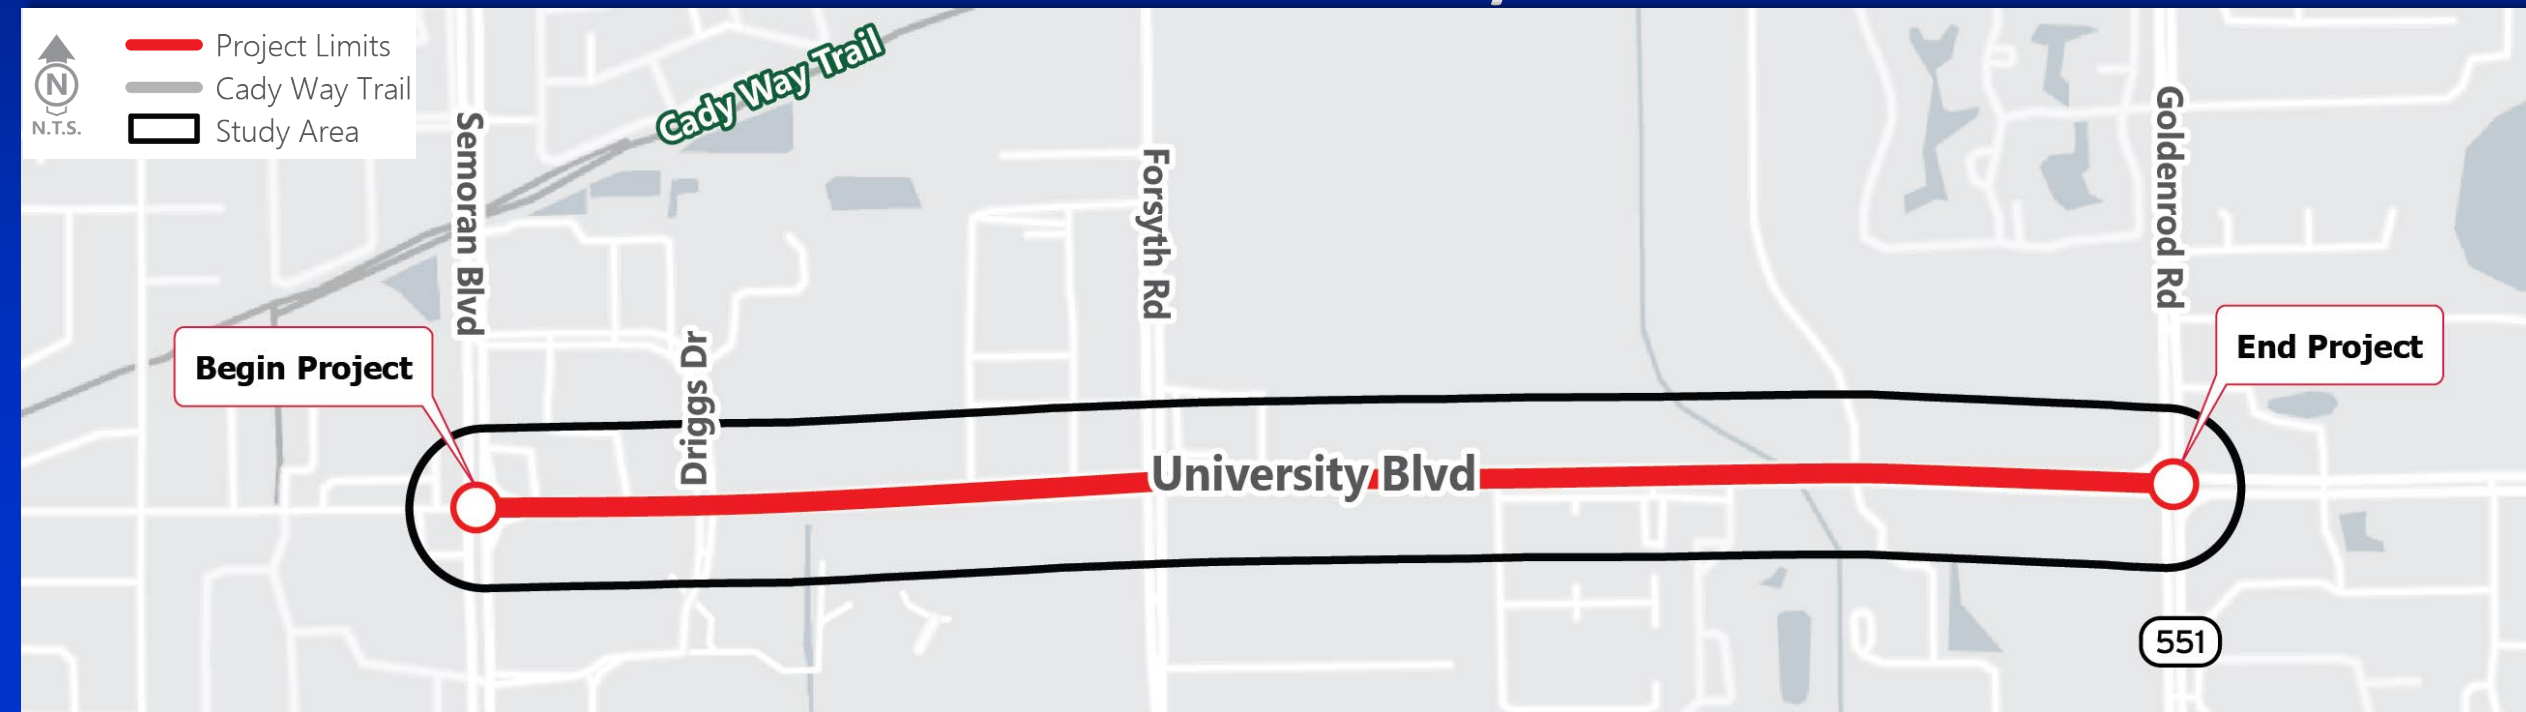 N
N.T.S.
Project Limits
Cady Way Trail
Study Area
Cady Way Trail
Semoran Blvd
Forsyth Rd
Goldenrod Rd
Driggs Dr
Begin Project
End Project
University Blvd
551